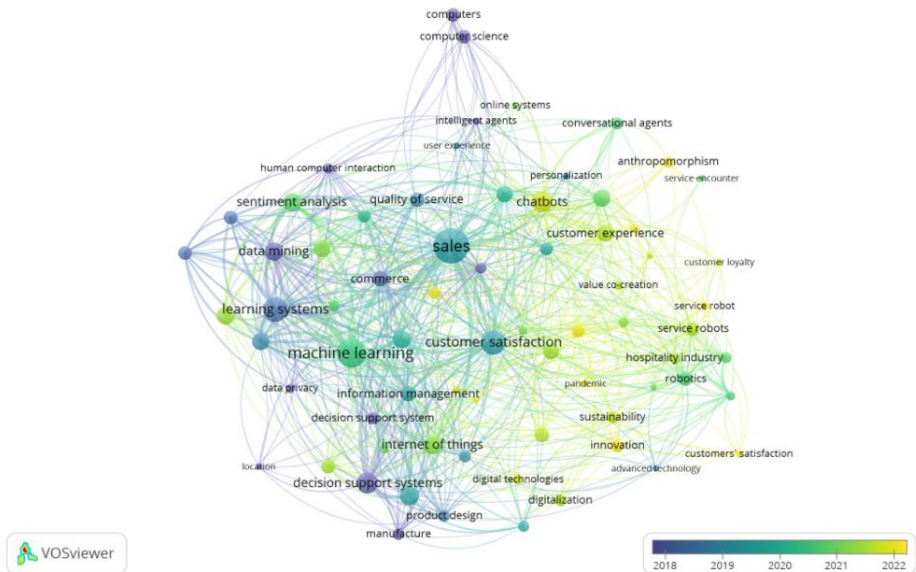 computers
computer science
online systems
intelligent agents
conversational agents
user experience
anthropomorphism
human computer interaction
personalization
service encounter
sentiment analysis
quality of service
chatbots
customer experience
sales
data mining
customer loyalty
commerce
value co-creation
service robot
learning systems
service robots
customer satisfaction
machine learning
hospitality industry
robotics
data privacy
pandemic
information management
decision support system
sustainability
internet of things
innovation
customers' satisfaction
location
advanced technology
decision support systems
digital technologies
digitalization
product design
manufacture
VOSviewer
2018 2019 2020 2021 2022